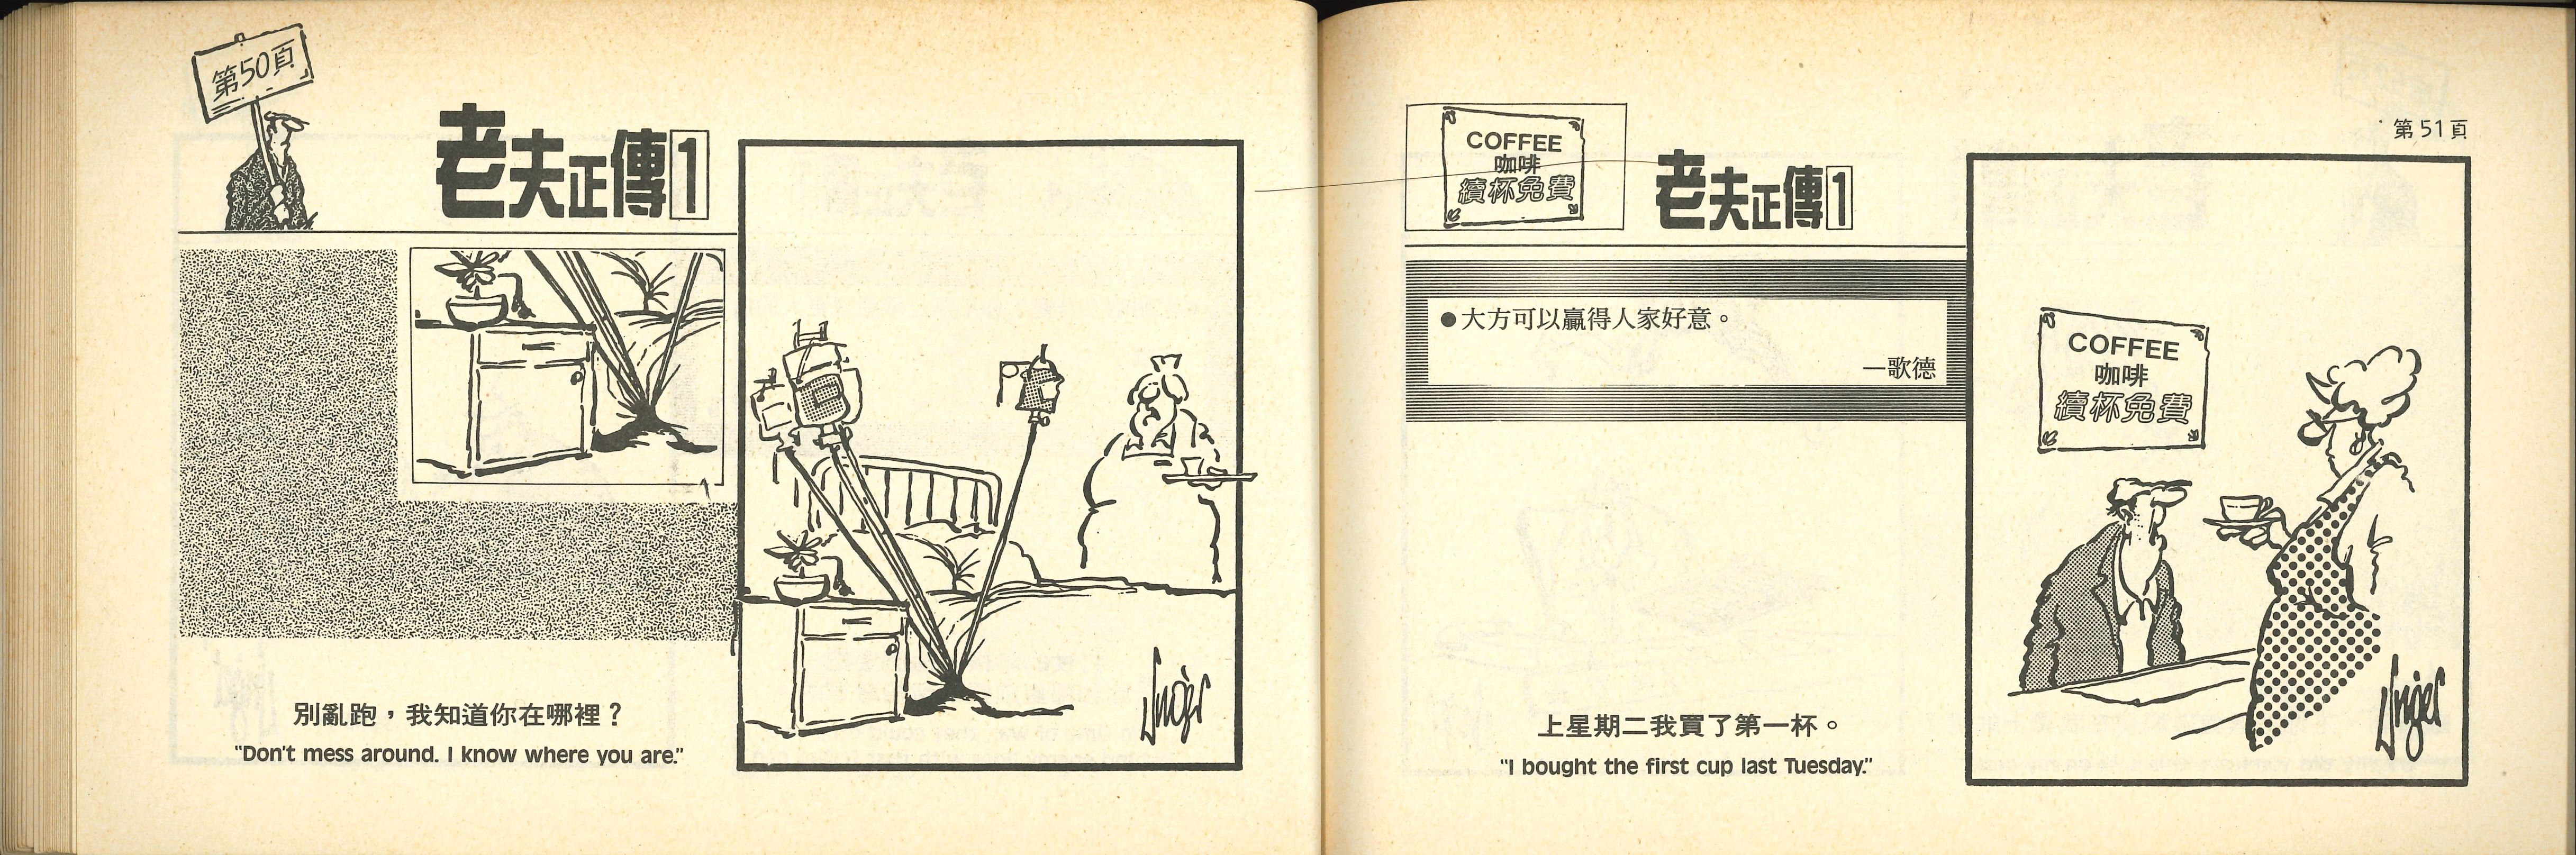 第50頁
老夫正傳1
別亂跑，我知道你在哪裡？
"Don't mess around. I know where you are."
Unger
第51頁
COFFEE
咖啡
續杯免費
老夫正傳1
●大方可以贏得人家好意。
—歌德
COFFEE
咖啡
續杯免費
上星期二我買了第一杯。
"I bought the first cup last Tuesday."
Unger